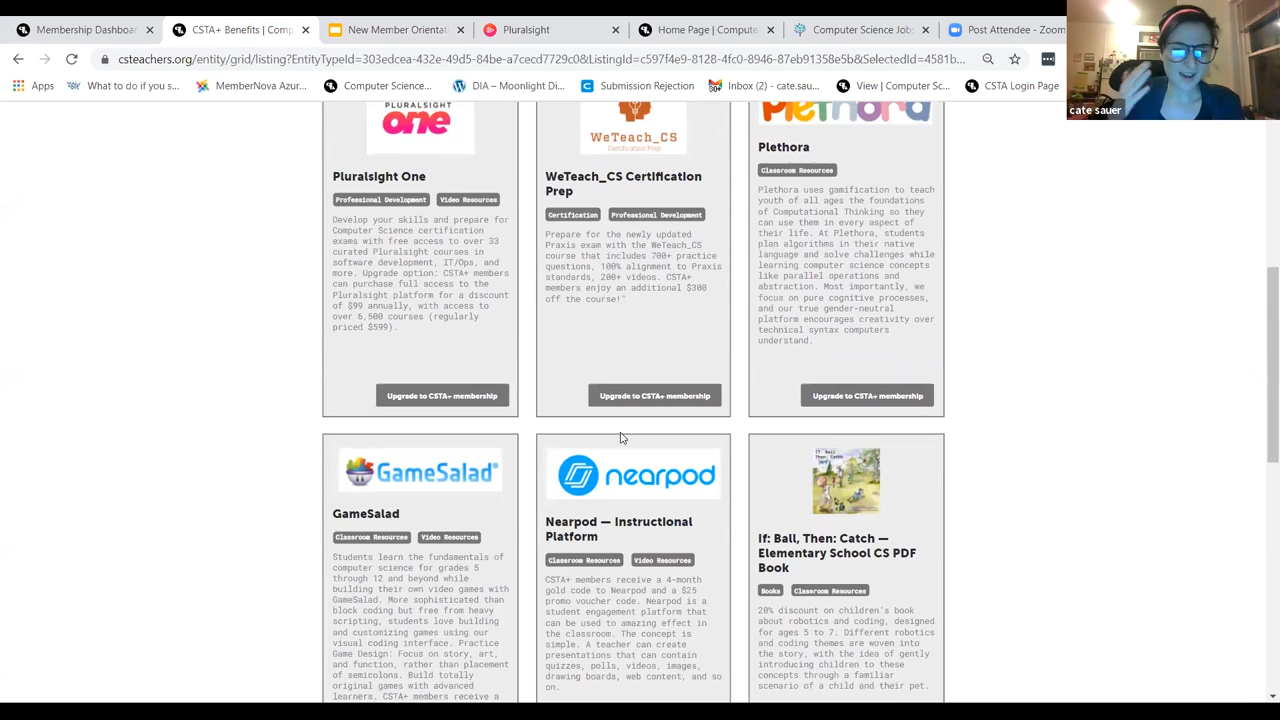 Membership Dashboa
CSTA+ Benefits | Comp
New Member Orientat
Pluralsight
Home Page | Compute
Computer Science Jobs
Post Attendee - Zoom
csteachers.org/entity/grid/listing?EntityTypeId=
Apps
What to do if you s...
MemberNova Azur...
Computer Science...
DIA – Moonlight Di...
Submission Rejection
Inbox (2) - cate.sau...
View | Computer Sc...
CSTA Login Page
cate sauer
PLURALSIGHT
one
Pluralsight One
Professional Development
Video Resources
Develop your skills and prepare for
Computer Science certification
exams with free access to over 33
curated Pluralsight courses in
software development, IT/Ops, and
more. Upgrade option: CSTA+ members
can purchase full access to the
Pluralsight platform for a discount
of $99 annually, with access to
over 6,500 courses (regularly
priced $599).
Upgrade to CSTA+ membership
WeTeach_CS
Certification Prep
WeTeach_CS Certification
Prep
Certification
Professional Development
Prepare for the newly updated
Praxis exam with the WeTeach_CS
course that includes 700+ practice
questions, 100% alignment to Praxis
standards, 200+ videos. CSTA+
members enjoy an additional $300
off the course!"
Upgrade to CSTA+ membership
Plethora
Plethora
Classroom Resources
Plethora uses gamification to teach
youth of all ages the foundations
of Computational Thinking so they
can use them in every aspect of
their life. At Plethora, students
plan algorithms in their native
language and solve challenges while
learning computer science concepts
like parallel operations and
abstraction. Most importantly, we
focus on pure cognitive processes,
and our true gender-neutral
platform encourages creativity over
technical syntax computers
understand.
Upgrade to CSTA+ membership
GameSalad®
GameSalad
Classroom Resources
Video Resources
Students learn the fundamentals of
computer science for grades 5
through 12 and beyond while
building their own video games with
GameSalad. More sophisticated than
block coding but free from heavy
scripting, students love building
and customizing games using our
visual coding interface. Practice
Game Design: Focus on story, art,
and function, rather than placement
of semicolons. Build totally
original games with advanced
learners. CSTA+ members receive a
nearpod
Nearpod — Instructional
Platform
Classroom Resources
Video Resources
CSTA+ members receive a 4-month
gold code to Nearpod and a $25
promo voucher code. Nearpod is a
student engagement platform that
can be used to amazing effect in
the classroom. The concept is
simple. A teacher can create
presentations that can contain
quizzes, polls, videos, images,
drawing boards, web content, and so
on.
If: Ball,
Then: Catch
If: Ball, Then: Catch —
Elementary School CS PDF
Book
Books
Classroom Resources
20% discount on children's book
about robotics and coding, designed
for ages 5 to 7. Different robotics
and coding themes are woven into
the story, with the idea of gently
introducing children to these
concepts through a familiar
scenario of a child and their pet.